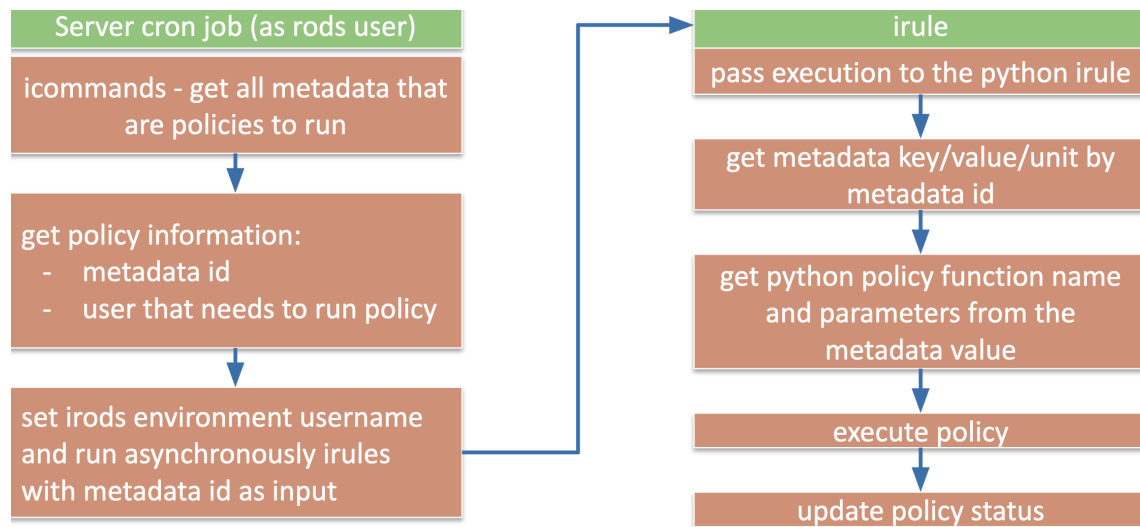 Server cron job (as rods user)
icommands - get all metadata that
are policies to run
get policy information:
- metadata id
- user that needs to run policy
set irods environment username
and run asynchronously irules
with metadata id as input
irule
pass execution to the python irule
get metadata key/value/unit by
metadata id
get python policy function name
and parameters from the
metadata value
execute policy
update policy status